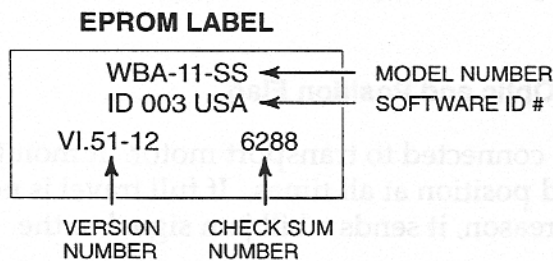 EPROM LABEL
WBA-11-SS
MODEL NUMBER
ID 003 USA
SOFTWARE ID #
VI.51-12
6288
VERSION NUMBER
CHECK SUM NUMBER